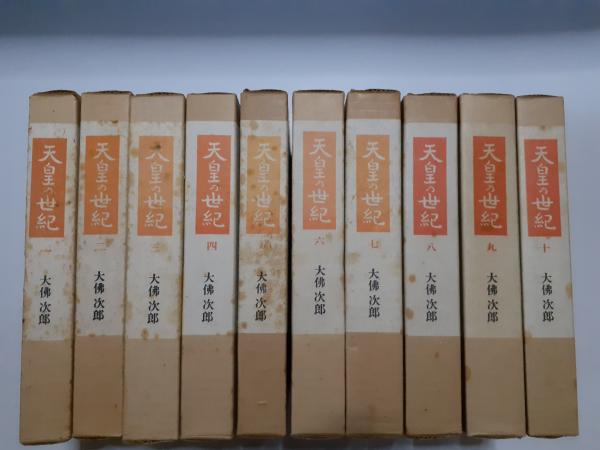 天皇の世紀
一
大佛次郎
天皇の世紀
二
大佛次郎
天皇の世紀
三
大佛次郎
天皇の世紀
四
大佛次郎
天皇の世紀
五
大佛次郎
天皇の世紀
六
大佛次郎
天皇の世紀
七
大佛次郎
天皇の世紀
八
大佛次郎
天皇の世紀
九
大佛次郎
天皇の世紀
十
大佛次郎